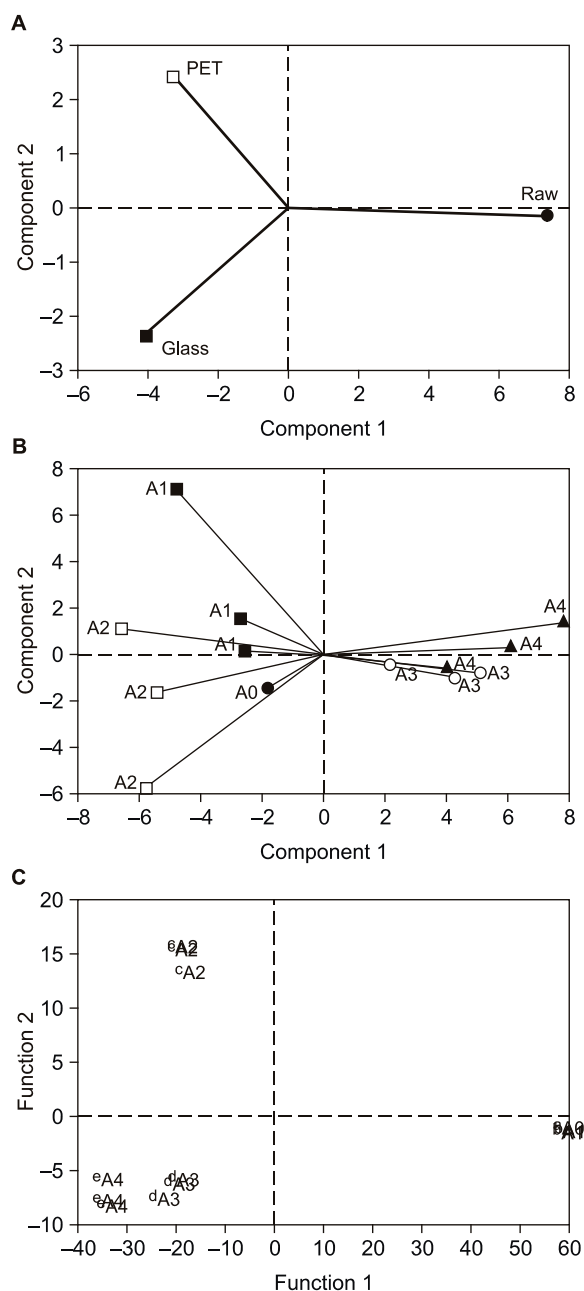 A
3
2
1
0
–1
–2
–3
Component 2
PET
Raw
Glass
–6 –4 –2 0 2 4 6 8
Component 1
B
8
6
4
2
0
–2
–4
–6
Component 2
A1
A1
A2
A1
A2
A0
A2
A4
A4
A4
A3
A3
A3
–8 –6 –4 –2 0 2 4 6 8
Component 1
C
20
15
10
5
0
–5
–10
Function 2
cA2
cA2
eA4
dA3
dA3
eA4
dA3
eA4
–40 –30 –20 –10 0 10 20 30 40 50 60
Function 1